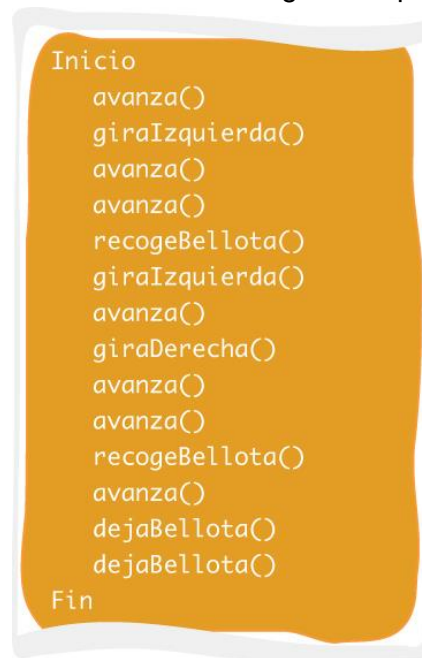 Inicio
avanza()
giraIzquierda()
avanza()
avanza()
recogeBellota()
giraIzquierda()
avanza()
giraDerecha()
avanza()
avanza()
recogeBellota()
avanza()
dejaBellota()
dejaBellota()
Fin